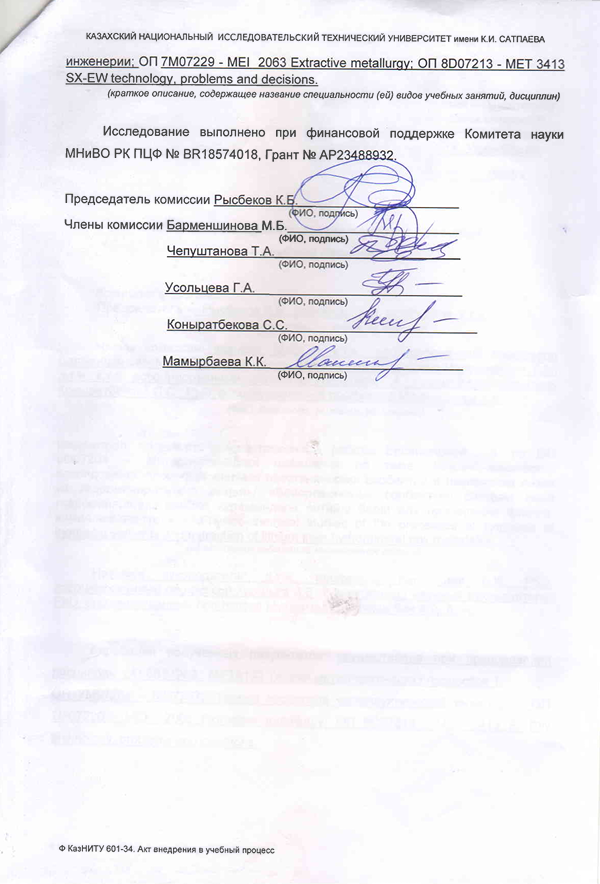 КАЗАХСКИЙ НАЦИОНАЛЬНЫЙ ИССЛЕДОВАТЕЛЬСКИЙ ТЕХНИЧЕСКИЙ УНИВЕРСИТЕТ имени К.И. САТПАЕВА
инженерии; ОП 7M07229 - MEI 2063 Extractive metallurgy; ОП 8D07213 - MET 3413
SX-EW technology, problems and decisions.
(краткое описание, содержащее название специальности (ей) видов учебных занятий, дисциплин)
Исследование выполнено при финансовой поддержке Комитета науки
МНиВО РК ПЦФ № BR18574018, Грант № AP23488932.
Председатель комиссии Рысбеков К.Б.
(ФИО, подпись)
Члены комиссии Барменшинова М.Б.
(ФИО, подпись)
Чепуштанова Т.А.
(ФИО, подпись)
Усольцева Г.А.
(ФИО, подпись)
Коныратбекова С.С.
(ФИО, подпись)
Мамырбаева К.К.
(ФИО, подпись)
Ф КазНИТУ 601-34. Акт внедрения в учебный процесс